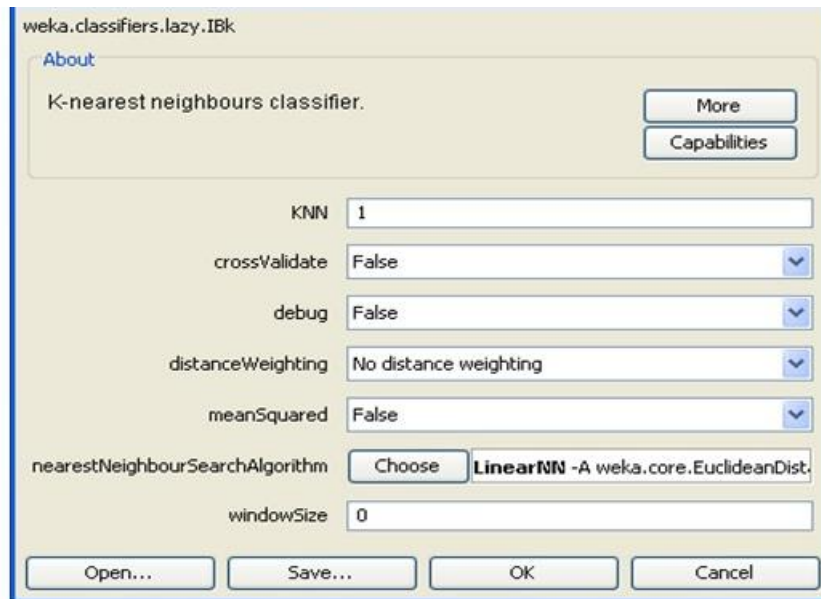 weka.classifiers.lazy.IBk
About
K-nearest neighbours classifier.
More
Capabilities
KNN 1
crossValidate False
debug False
distanceWeighting No distance weighting
meanSquared False
nearestNeighbourSearchAlgorithm Choose LinearNN -A weka.core.EuclideanDist
windowSize 0
Open... Save... OK Cancel